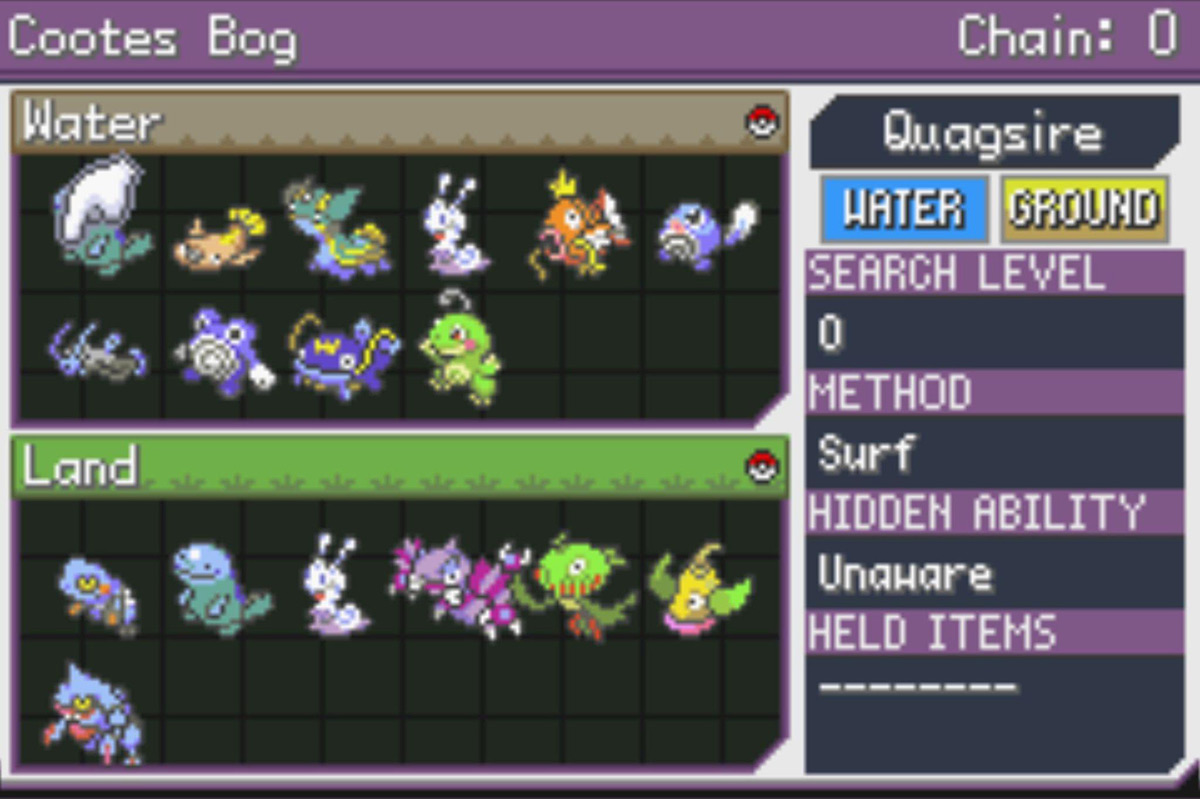 Cootes Bog
Chain: 0
Water
Land
Quagsire
WATER GROUND
SEARCH LEVEL
0
METHOD
Surf
HIDDEN ABILITY
Unaware
HELD ITEMS
--------